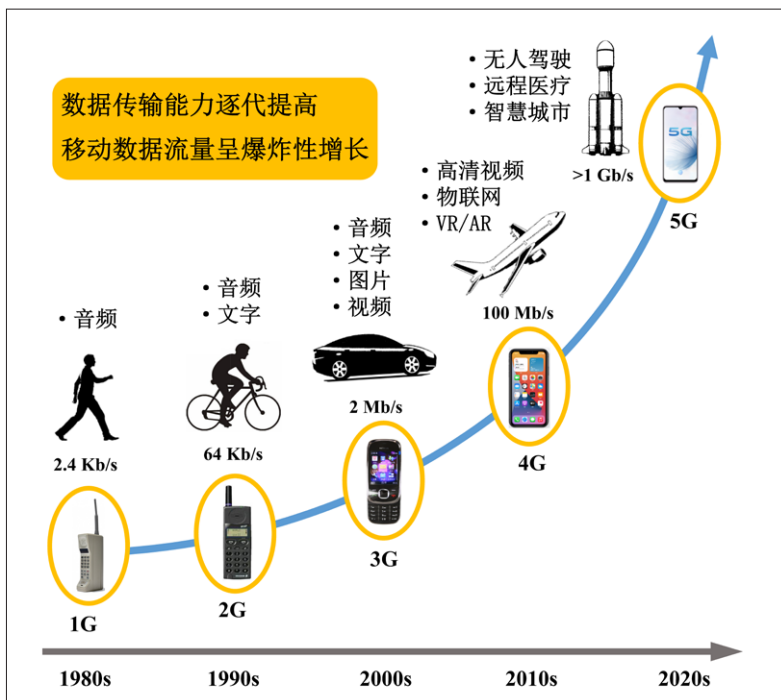 数据传输能力逐代提高
移动数据流量呈爆炸性增长
• 音频
2.4 Kb/s
1G
• 音频
• 文字
64 Kb/s
2G
• 音频
• 文字
• 图片
• 视频
2 Mb/s
3G
• 高清视频
• 物联网
• VR/AR
100 Mb/s
4G
• 无人驾驶
• 远程医疗
• 智慧城市
>1 Gb/s
5G
5G
1980s
1990s
2000s
2010s
2020s